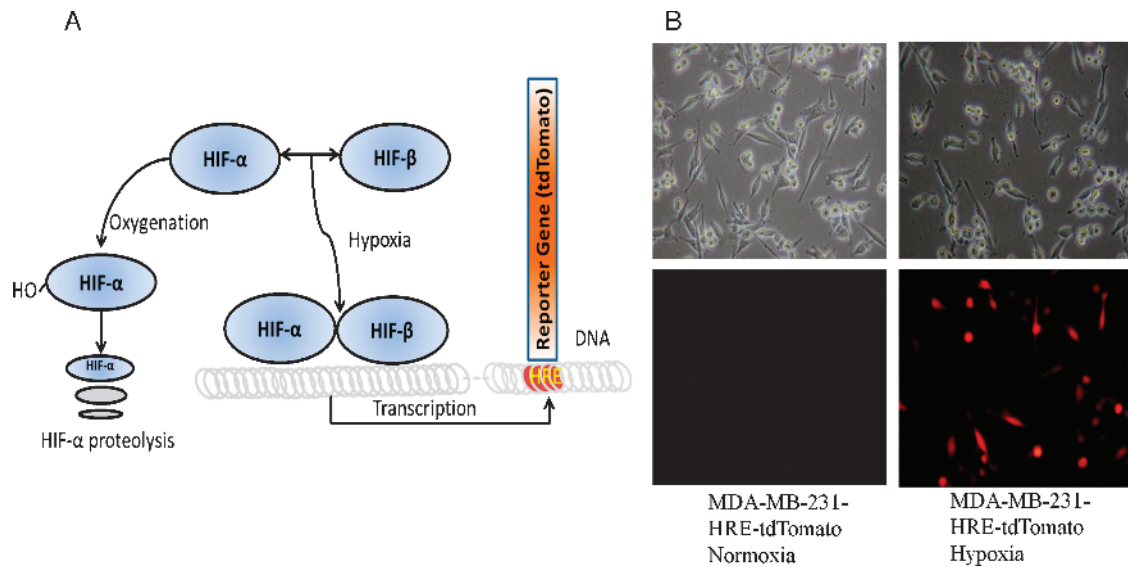 A
B
HIF-α
HIF-β
Reporter Gene (tdTomato)
Oxygenation
Hypoxia
HO
HIF-α
HIF-α
HIF-β
DNA
HIF-α
HRE
Transcription
HIF-α proteolysis
MDA-MB-231-
HRE-tdTomato
Normoxia
MDA-MB-231-
HRE-tdTomato
Hypoxia